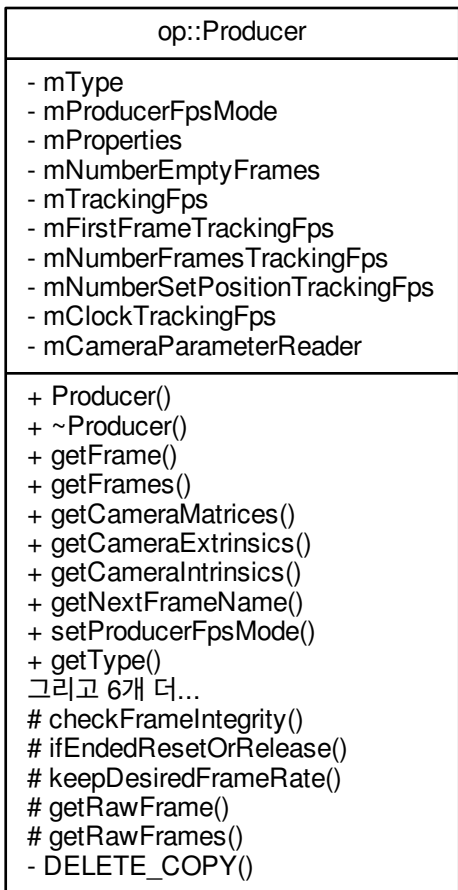 op::Producer
- mType
- mProducerFpsMode
- mProperties
- mNumberEmptyFrames
- mTrackingFps
- mFirstFrameTrackingFps
- mNumberFramesTrackingFps
- mNumberSetPositionTrackingFps
- mClockTrackingFps
- mCameraParameterReader
+ Producer()
+ ~Producer()
+ getFrame()
+ getFrames()
+ getCameraMatrices()
+ getCameraExtrinsics()
+ getCameraIntrinsics()
+ getNextFrameName()
+ setProducerFpsMode()
+ getType()
그리고 6개 더...
# checkFrameIntegrity()
# ifEndedResetOrRelease()
# keepDesiredFrameRate()
# getRawFrame()
# getRawFrames()
- DELETE_COPY()